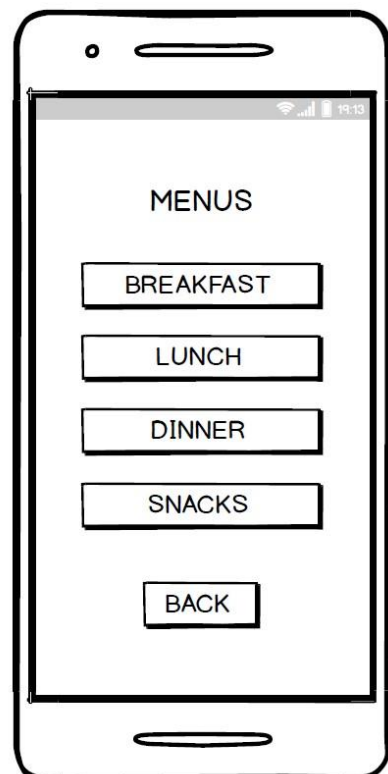 19:13
MENUS
BREAKFAST
LUNCH
DINNER
SNACKS
BACK